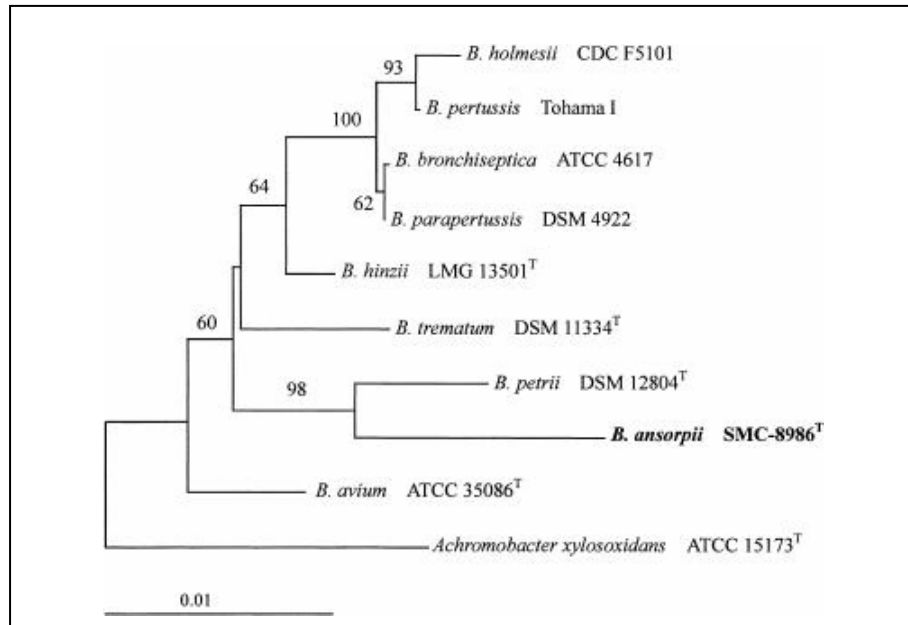 B. holmesii CDC F5101
93
B. pertussis Tohama I
100
B. bronchiseptica ATCC 4617
64
62
B. parapertussis DSM 4922
B. hinzii LMG 13501ᵀ
B. trematum DSM 11334ᵀ
60
B. petrii DSM 12804ᵀ
98
B. ansorpii SMC-8986ᵀ
B. avium ATCC 35086ᵀ
Achromobacter xylosoxidans ATCC 15173ᵀ
0.01